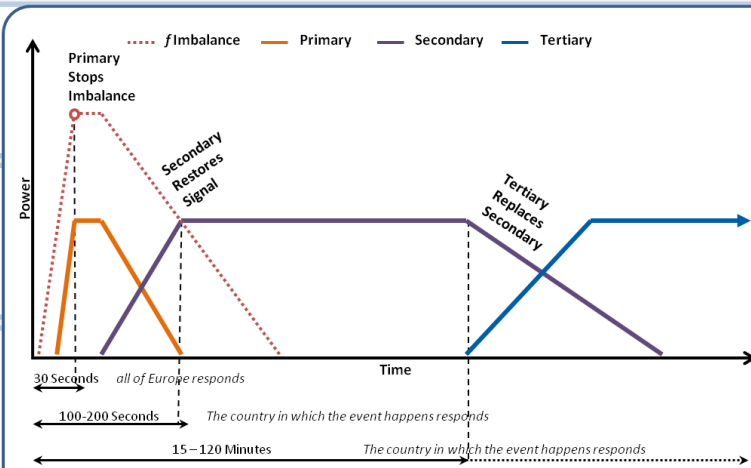 fImbalance Primary Secondary Tertiary
Primary
Stops
Imbalance
Secondary
Restores
Signal
Tertiary
Replaces
Secondary
Power
Time
30 Seconds all of Europe responds
100-200 Seconds The country in which the event happens responds
15 – 120 Minutes The country in which the event happens responds